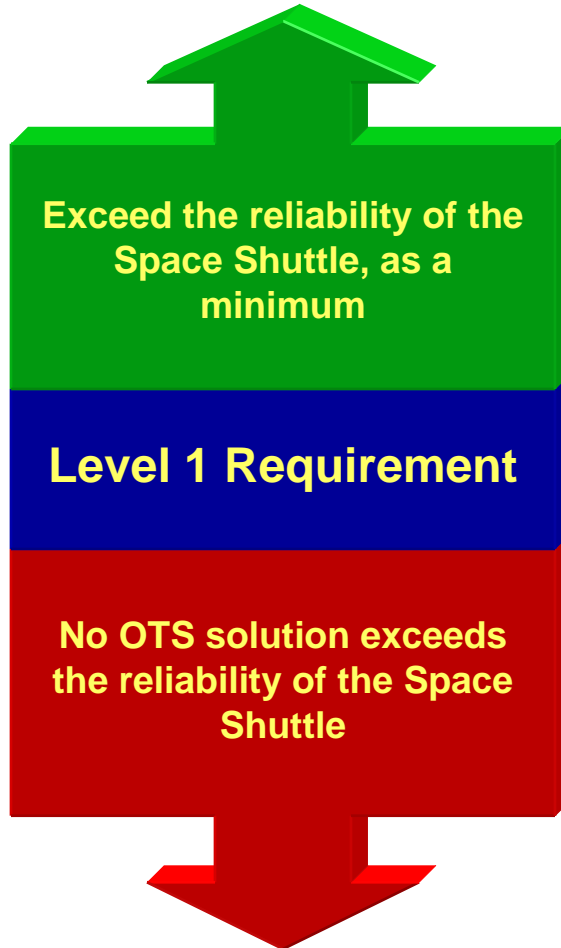 Exceed the reliability of the
Space Shuttle, as a
minimum
Level 1 Requirement
No OTS solution exceeds
the reliability of the Space
Shuttle